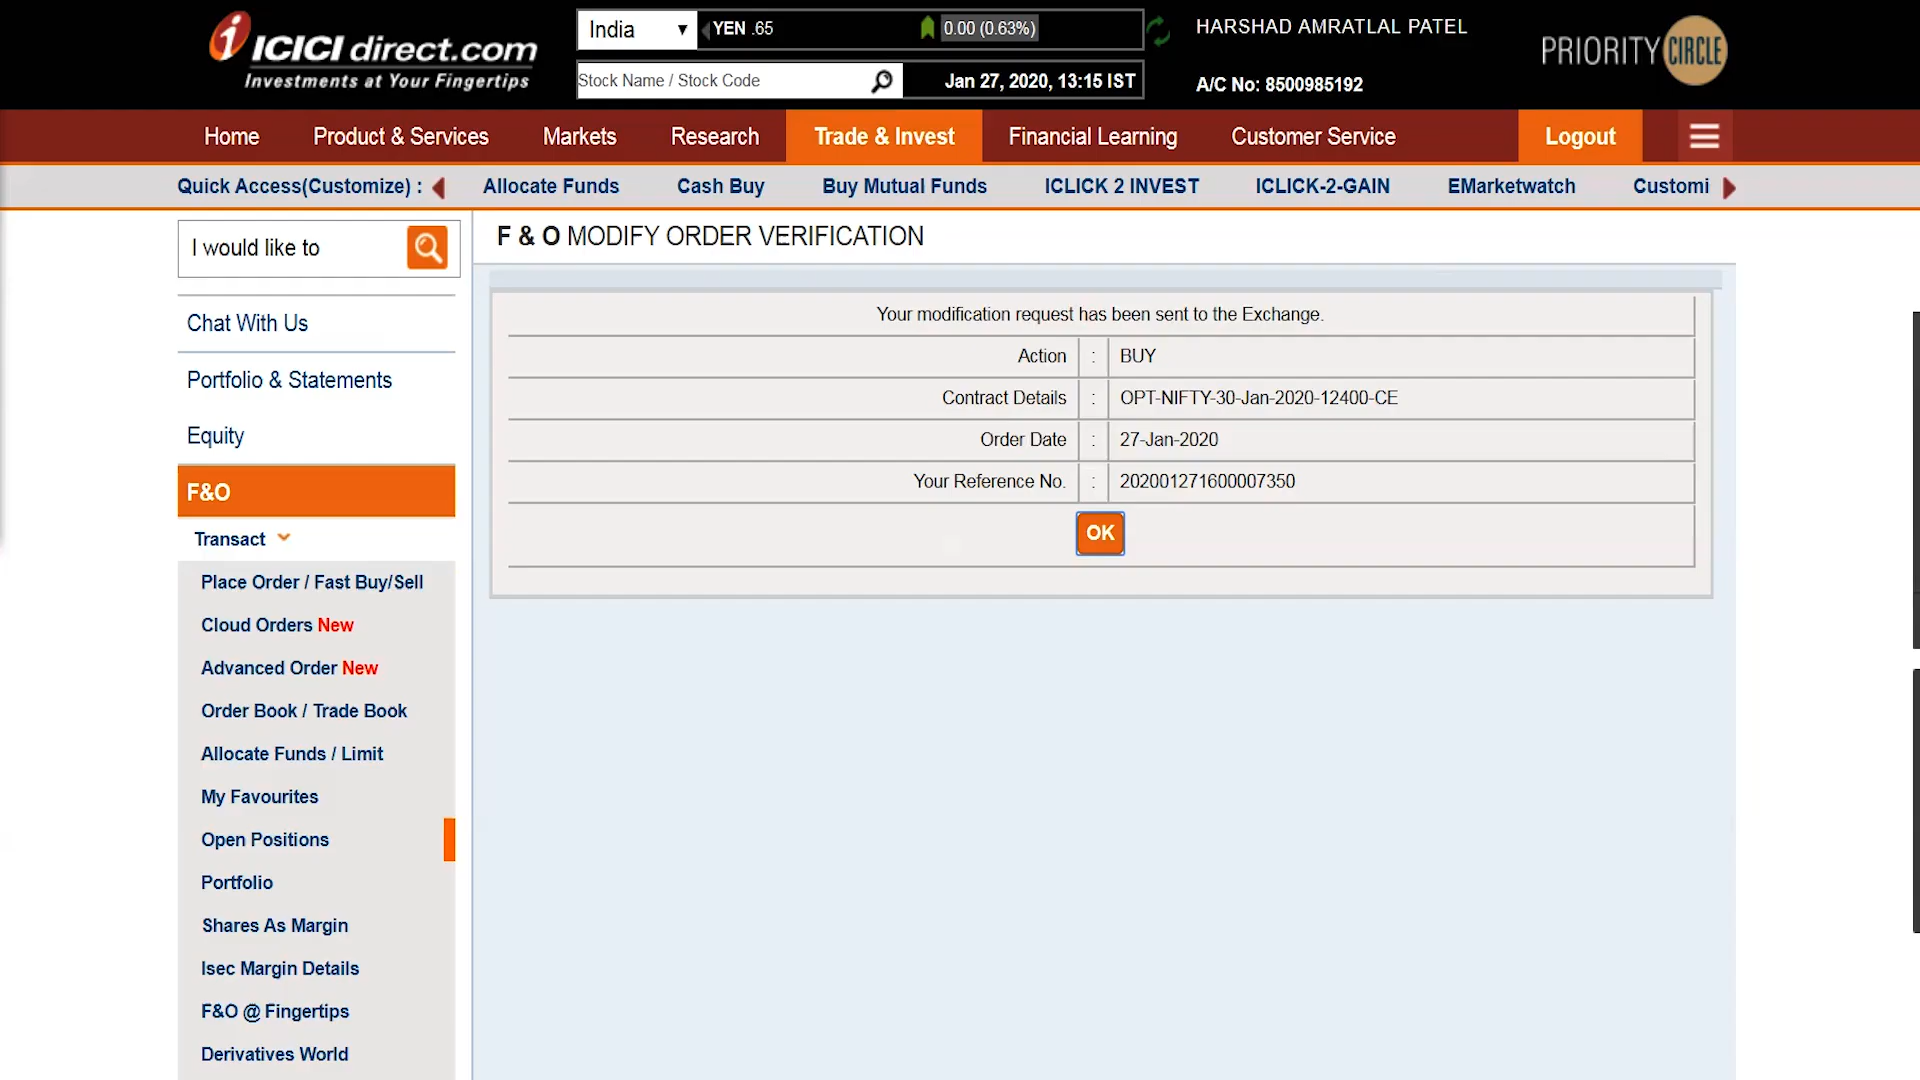 ICICI direct.com
Investments at Your Fingertips
India
YEN .65
0.00 (0.63%)
HARSHAD AMRATLAL PATEL
PRIORITY CIRCLE
Stock Name / Stock Code
Jan 27, 2020, 13:15 IST
A/C No: 8500985192
Home
Product & Services
Markets
Research
Trade & Invest
Financial Learning
Customer Service
Logout
Quick Access(Customize) :
Allocate Funds
Cash Buy
Buy Mutual Funds
ICLICK 2 INVEST
ICLICK-2-GAIN
EMarketwatch
Customi
I would like to
Chat With Us
Portfolio & Statements
Equity
F&O
Transact
Place Order / Fast Buy/Sell
Cloud Orders New
Advanced Order New
Order Book / Trade Book
Allocate Funds / Limit
My Favourites
Open Positions
Portfolio
Shares As Margin
Isec Margin Details
F&O @ Fingertips
Derivatives World
F & O MODIFY ORDER VERIFICATION
Your modification request has been sent to the Exchange.
Action : BUY
Contract Details : OPT-NIFTY-30-Jan-2020-12400-CE
Order Date : 27-Jan-2020
Your Reference No. : 202001271600007350
OK